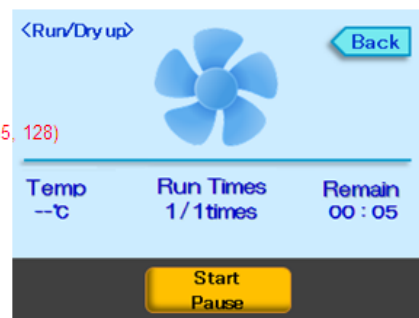 <Run/Dry up>
Back
5, 128)
Temp
Run Times
Remain
--℃
1/1times
00 : 05
Start
Pause